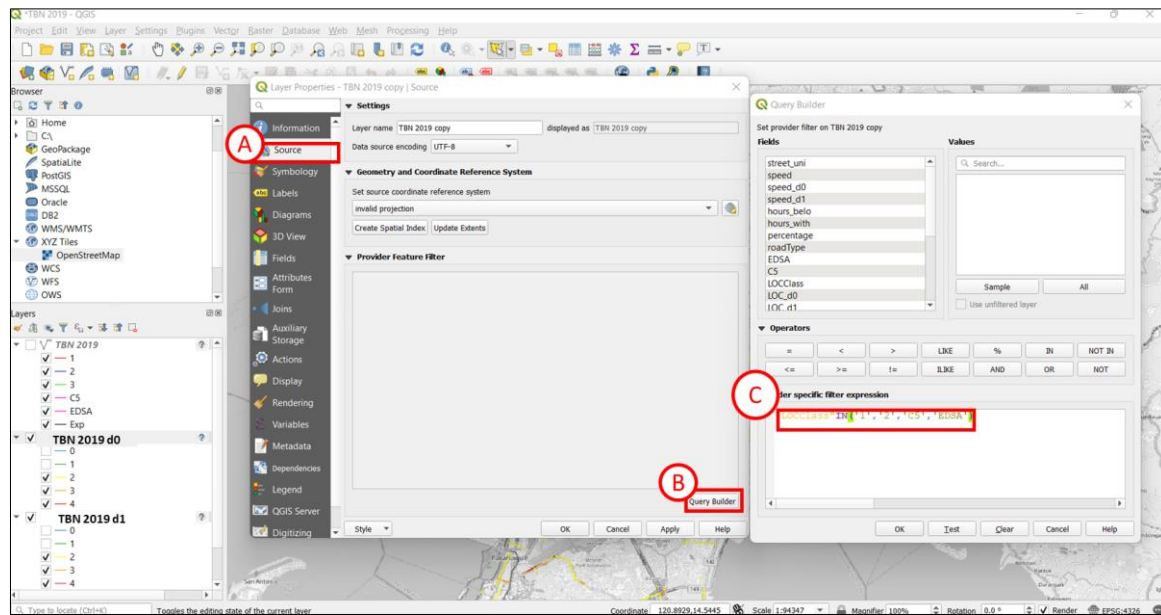 *TBN 2019 - QGIS
Project Edit View Layer Settings Plugins Vector Raster Database Web Mesh Processing Help
Browser
Home
C:\
GeoPackage
SpatiaLite
PostGIS
MSSQL
Oracle
DB2
WMS/WMTS
XYZ Tiles
OpenStreetMap
WCS
WFS
OWS
Layers
TBN 2019
1
2
3
C5
EDSA
Exp
TBN 2019 d0
0
1
2
3
4
TBN 2019 d1
0
1
2
3
4
Layer Properties - TBN 2019 copy | Source
A
Information
Source
Symbology
Labels
Diagrams
3D View
Fields
Attributes
Form
Joins
Auxiliary
Storage
Actions
Display
Rendering
Variables
Metadata
Dependencies
Legend
QGIS Server
Digitizing
Settings
Layer name TBN 2019 copy displayed as TBN 2019 copy
Data source encoding UTF-8
Geometry and Coordinate Reference System
Set source coordinate reference system
invalid projection
Create Spatial Index Update Extents
Provider Feature Filter
B
Query Builder
Style OK Cancel Apply Help
Query Builder
Set provider filter on TBN 2019 copy
Fields Values
street_uni
speed
speed_d0
speed_d1
hours_belo
hours_with
percentage
roadType
EDSA
C5
LOCClass
LOC_d0
LOC_d1
Search...
Sample All
Use unfiltered layer
Operators
= < > LIKE % IN NOT IN
<= >= != ILIKE AND OR NOT
C
der specific filter expression
LOCClass"IN('1','2','C5','EDSA')
OK Test Clear Cancel Help
Type to locate (Ctrl+K) Toggles the editing state of the current layer Coordinate 120.8929,14.5445 Scale 1:94347 Magnifier 100% Rotation 0.0 ° Render EPSG:4326